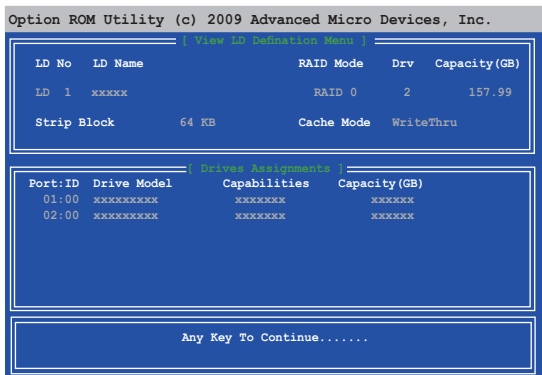 Option ROM Utility (c) 2009 Advanced Micro Devices, Inc.
[ View LD Defination Menu ]
LD No LD Name RAID Mode Drv Capacity(GB)
LD 1 xxxxx RAID 0 2 157.99
Strip Block 64 KB Cache Mode WriteThru
[ Drives Assignments ]
Port:ID Drive Model Capabilities Capacity(GB)
01:00 xxxxxxxxx xxxxxxx xxxxxx
02:00 xxxxxxxxx xxxxxxx xxxxxx
Any Key To Continue.......